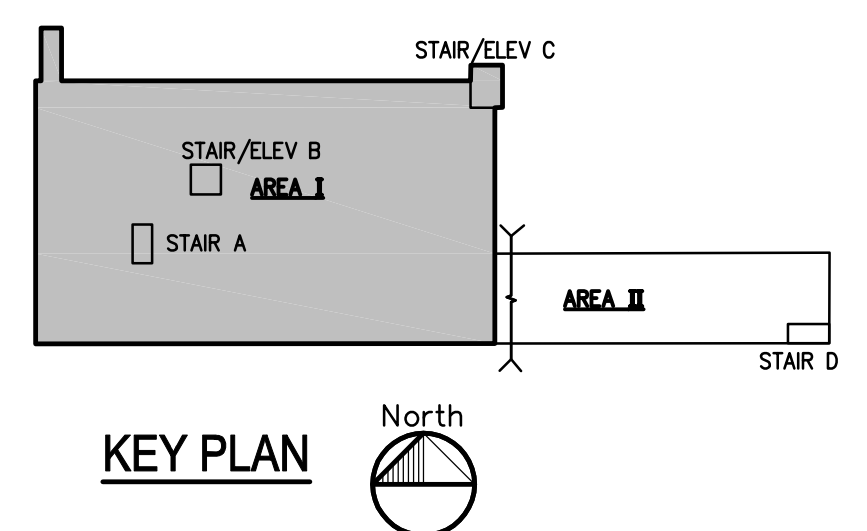 STAIR/ELEV C
STAIR/ELEV B
AREA I
STAIR A
AREA II
STAIR D
North
KEY PLAN